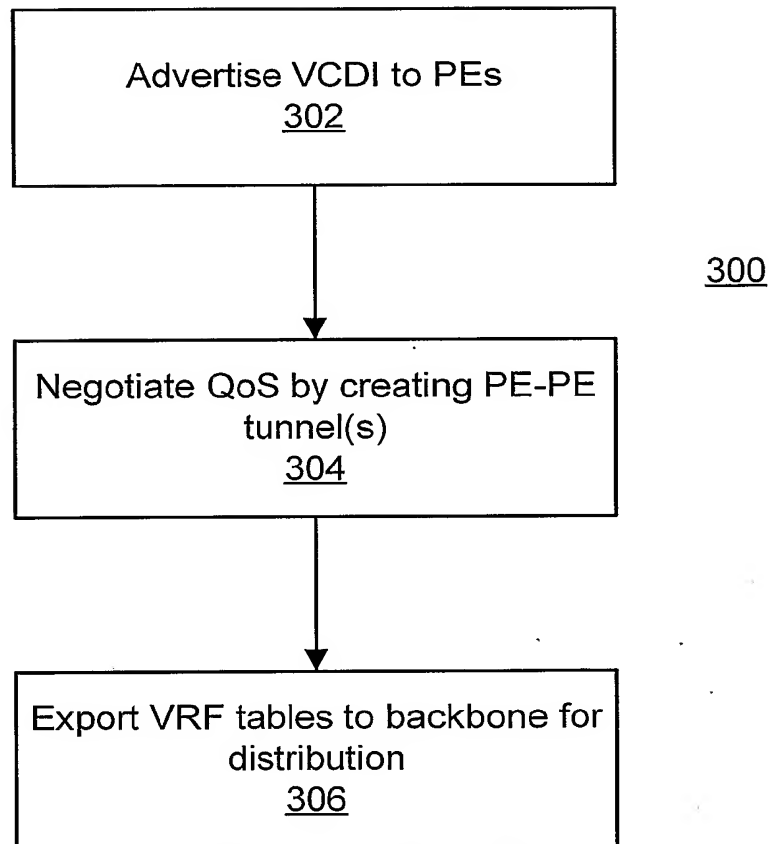 Advertise VCDI to PEs
302
300
Negotiate QoS by creating PE-PE
tunnel(s)
304
Export VRF tables to backbone for
distribution
306